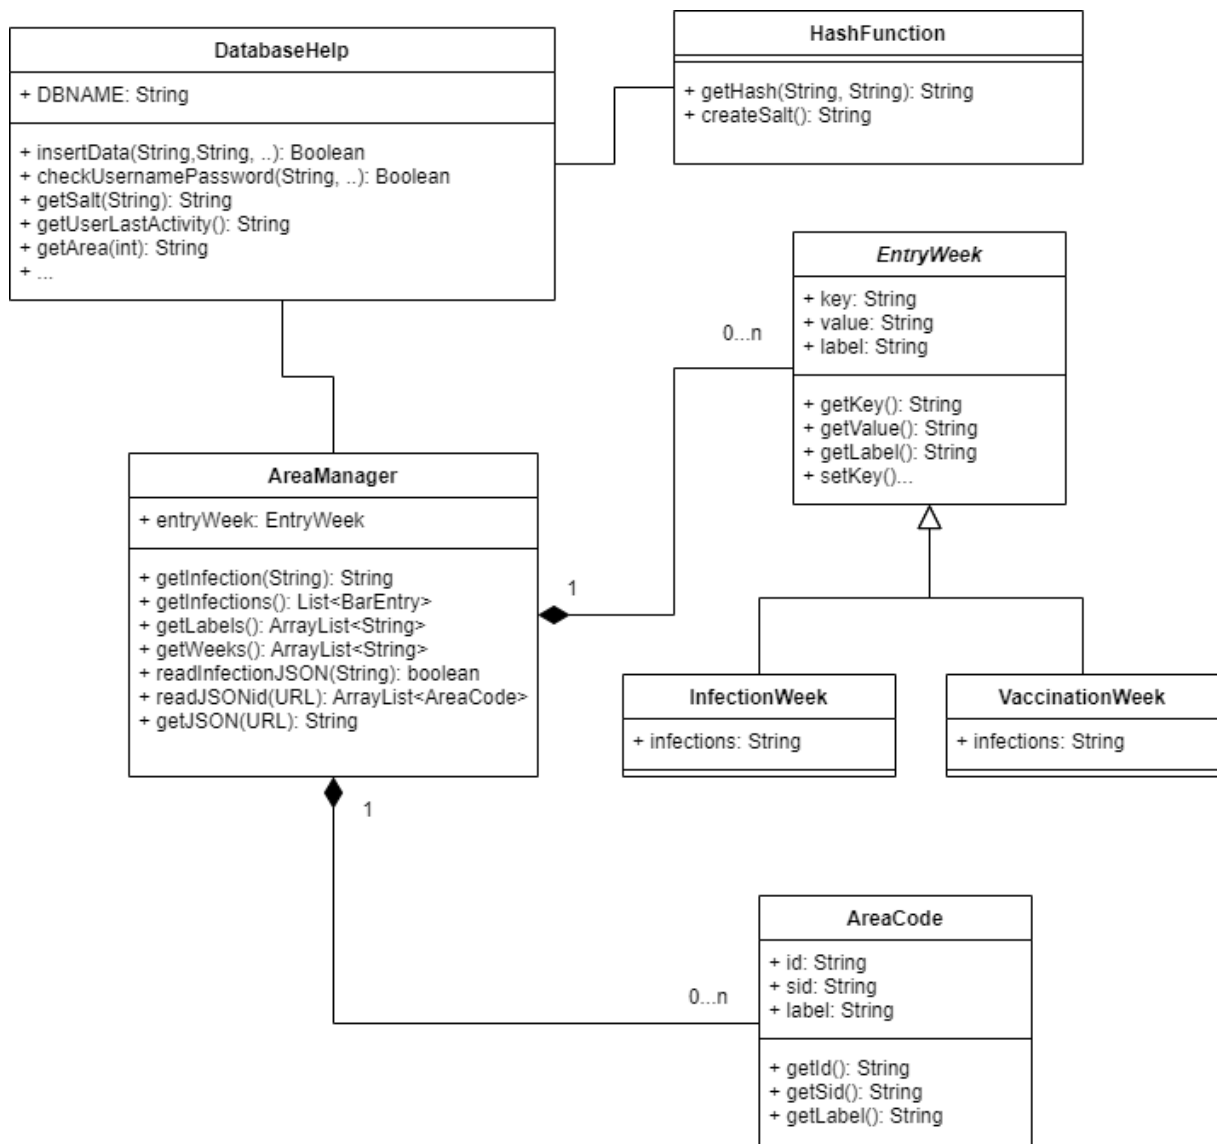 DatabaseHelp
+ DBNAME: String
+ insertData(String,String, ..): Boolean
+ checkUsernamePassword(String, ..): Boolean
+ getSalt(String): String
+ getUserLastActivity(): String
+ getArea(int): String
+ ...
HashFunction
+ getHash(String, String): String
+ createSalt(): String
EntryWeek
+ key: String
+ value: String
+ label: String
+ getKey(): String
+ getValue(): String
+ getLabel(): String
+ setKey()...
0...n
AreaManager
+ entryWeek: EntryWeek
+ getInfection(String): String
+ getInfections(): List<BarEntry>
+ getLabels(): ArrayList<String>
+ getWeeks(): ArrayList<String>
+ readInfectionJSON(String): boolean
+ readJSONid(URL): ArrayList<AreaCode>
+ getJSON(URL): String
1
InfectionWeek
+ infections: String
VaccinationWeek
+ infections: String
1
0...n
AreaCode
+ id: String
+ sid: String
+ label: String
+ getId(): String
+ getSid(): String
+ getLabel(): String